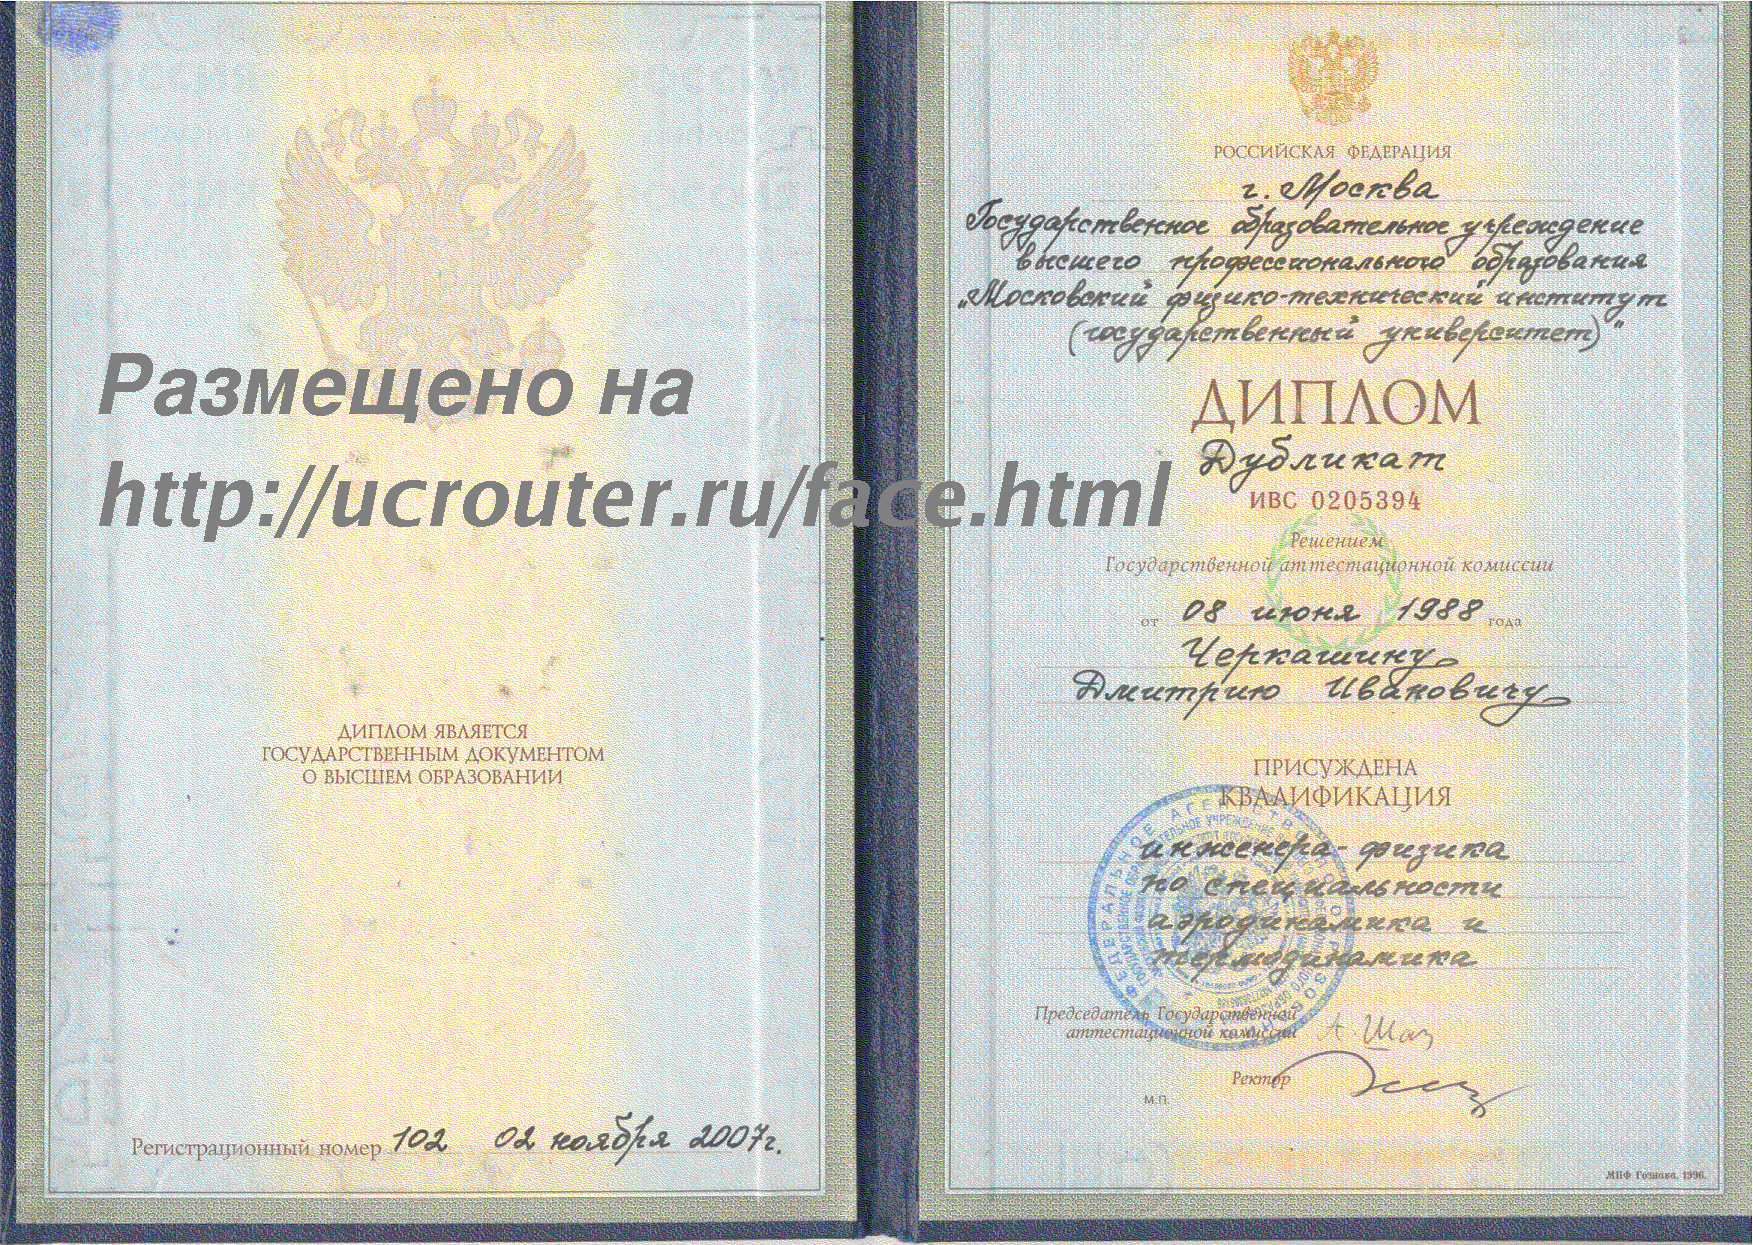 Размещено на
http://ucrouter.ru/face.html
ДИПЛОМ ЯВЛЯЕТСЯ
ГОСУДАРСТВЕННЫМ ДОКУМЕНТОМ
О ВЫСШЕМ ОБРАЗОВАНИИ
Регистрационный номер 102 02 ноября 2007г.
РОССИЙСКАЯ ФЕДЕРАЦИЯ
г. Москва
Государственное образовательное учреждение
высшего профессионального образования
„Московский физико-технический институт
(государственный университет)“
ДИПЛОМ
Дубликат
ИВС 0205394
Решением
Государственной аттестационной комиссии
от 08 июня 1988 года
Черкашину
Дмитрию Ивановичу
ПРИСУЖДЕНА
КВАЛИФИКАЦИЯ
инженера-физика
по специальности
аэродинамика и
термодинамика
Председатель Государственной
аттестационной комиссии
Ректор
М.П.
МПФ Гознака. 1996.